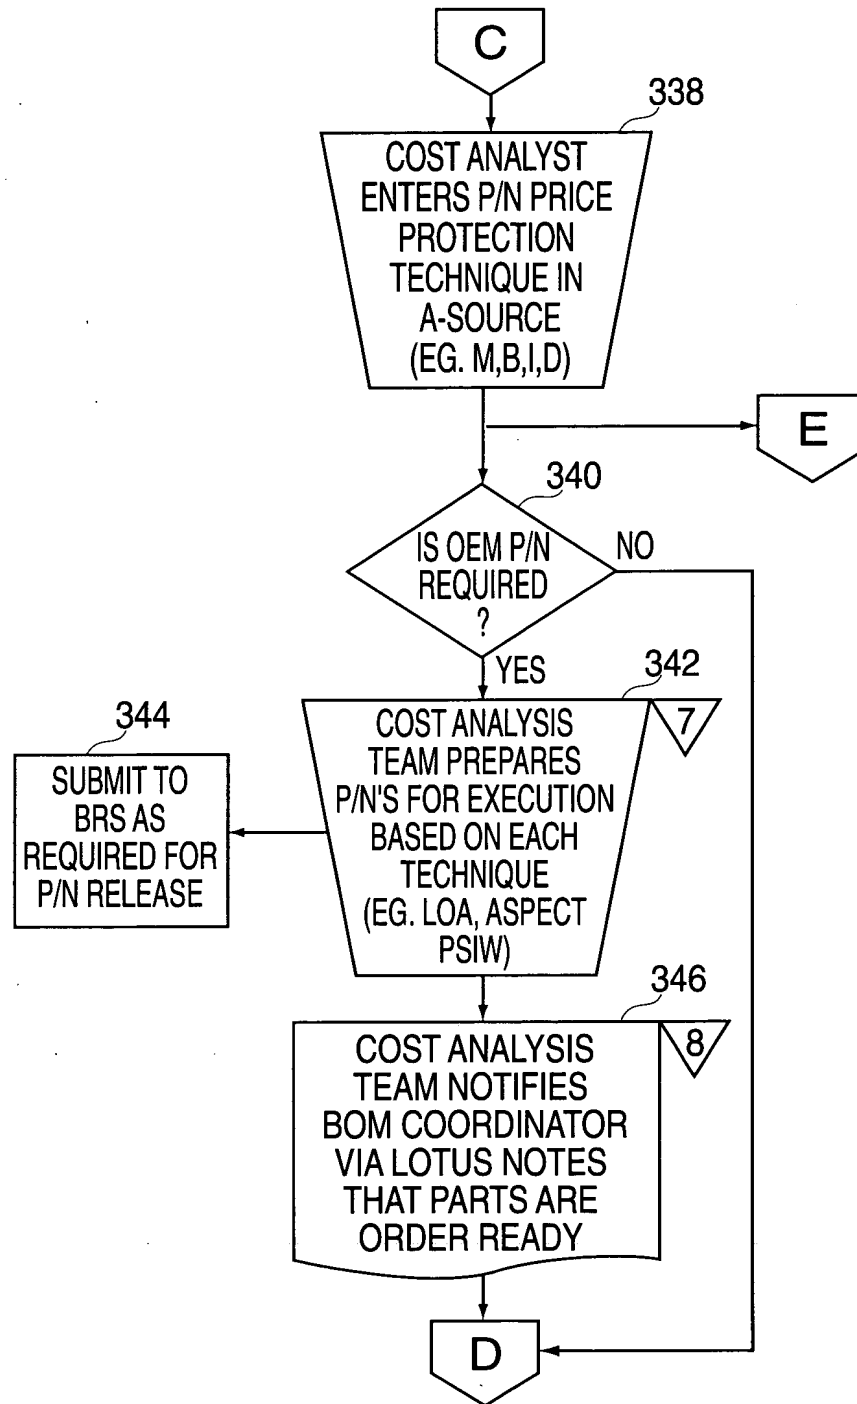 C
338
COST ANALYST
ENTERS P/N PRICE
PROTECTION
TECHNIQUE IN
A-SOURCE
(EG. M,B,I,D)
E
340
IS OEM P/N
REQUIRED
?
NO
YES
342
7
COST ANALYSIS
TEAM PREPARES
P/N'S FOR EXECUTION
BASED ON EACH
TECHNIQUE
(EG. LOA, ASPECT
PSIW)
344
SUBMIT TO
BRS AS
REQUIRED FOR
P/N RELEASE
346
8
COST ANALYSIS
TEAM NOTIFIES
BOM COORDINATOR
VIA LOTUS NOTES
THAT PARTS ARE
ORDER READY
D